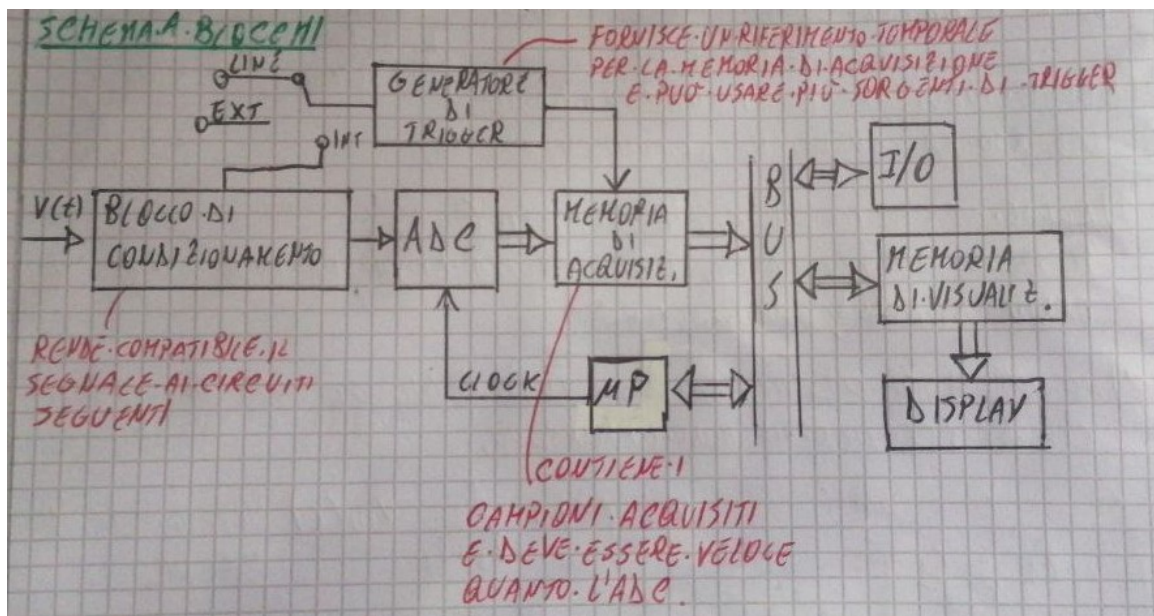 SCHEMA.A.BLOCCHI
LINE
EXT
INT
GENERATORE
DI
TRIGGER
FORNISCE.UN.RIFERIMENTO.TEMPORALE
PER.LA.MEMORIA.DI.ACQUISIZIONE
E.PUO'.USARE.PIU'.SORGENTI.DI.TRIGGER
V(t)
BLOCCO.DI
CONDIZIONAMENTO
ADC
MEMORIA
DI
ACQUISIZ.
B
U
S
I/O
MEMORIA
DI.VISUALIZ.
DISPLAY
CLOCK
μP
RENDE.COMPATIBILE.IL
SEGNALE.AI.CIRCUITI
SEGUENTI
CONTIENE.I
CAMPIONI.ACQUISITI
E.DEVE.ESSERE.VELOCE
QUANTO.L'ADC.